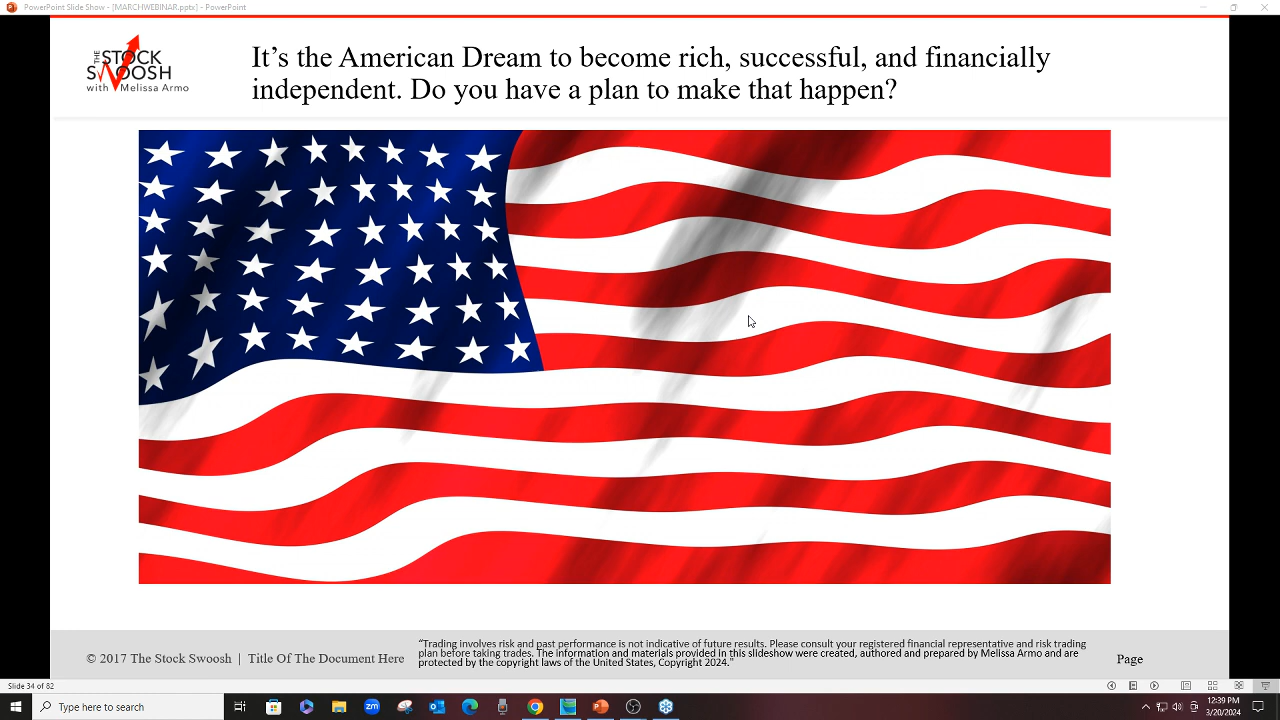 PowerPoint Slide Show - [MARCHWEBINAR.pptx] - PowerPoint
THE STOCK
SWOOSH
with Melissa Armo
It's the American Dream to become rich, successful, and financially
independent. Do you have a plan to make that happen?
© 2017 The Stock Swoosh | Title Of The Document Here
"Trading involves risk and past performance is not indicative of future results. Please consult your registered financial representative and risk trading
plan before taking trades. The information and materials provided in this slideshow were created, authored and prepared by Melissa Armo and are
protected by the copyright laws of the United States, Copyright 2024."
Page
Slide 34 of 82
Type here to search
zm
12:39 PM
3/20/2024